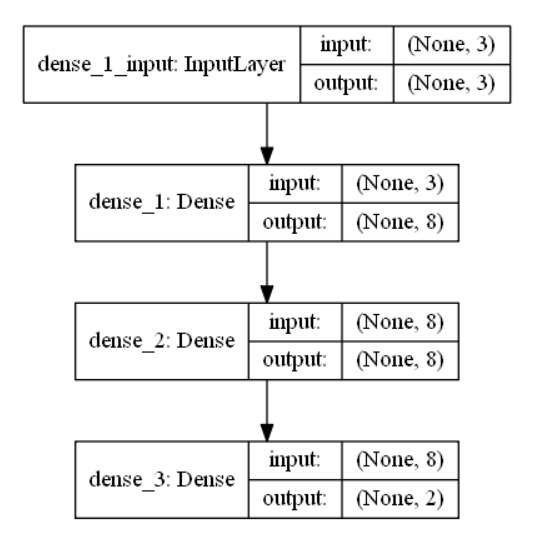 dense_1_input: InputLayer input: (None, 3)
output: (None, 3)
dense_1: Dense input: (None, 3)
output: (None, 8)
dense_2: Dense input: (None, 8)
output: (None, 8)
dense_3: Dense input: (None, 8)
output: (None, 2)